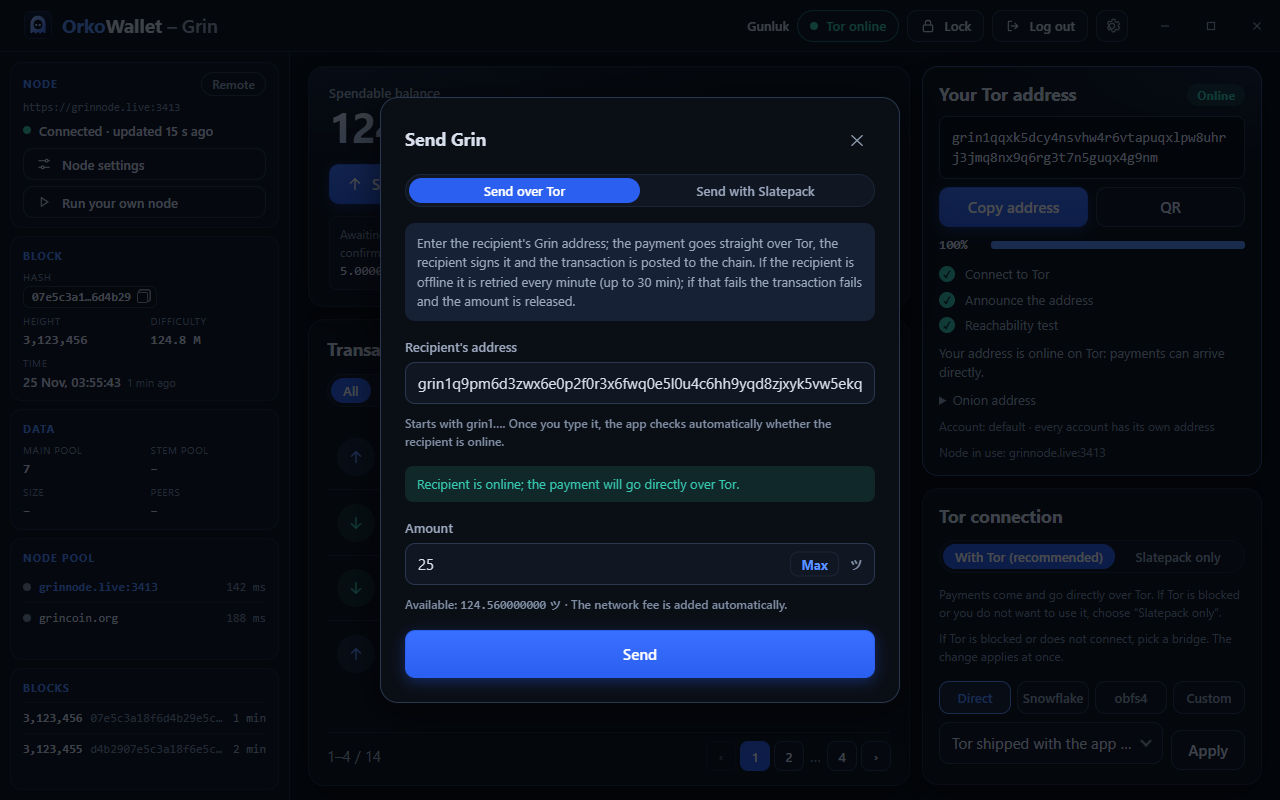 OrkoWallet – Grin
Gunluk
Tor online
Lock
Log out
NODE
Remote
https://grinnode.live:3413
Connected · updated 15 s ago
Node settings
Run your own node
BLOCK
HASH
07e5c3a1…6d4b29
HEIGHT
DIFFICULTY
3,123,456
124.8 M
TIME
25 Nov, 03:55:43 1 min ago
DATA
MAIN POOL
STEM POOL
7
–
SIZE
PEERS
–
–
NODE POOL
grinnode.live:3413 142 ms
grincoin.org 188 ms
BLOCKS
3,123,456 07e5c3a18f6d4b29e5c… 1 min
3,123,455 d4b2907e5c3a18f6e5c… 2 min
Spendable balance
All
1–4 / 14
‹ 1 2 … 4 ›
Send Grin
Send over Tor
Send with Slatepack
Enter the recipient's Grin address; the payment goes straight over Tor, the
recipient signs it and the transaction is posted to the chain. If the recipient is
offline it is retried every minute (up to 30 min); if that fails the transaction fails
and the amount is released.
Recipient's address
grin1q9pm6d3zwx6e0p2f0r3x6fwq0e5l0u4c6hh9yqd8zjxyk5vw5ekq
Starts with grin1…. Once you type it, the app checks automatically whether the
recipient is online.
Recipient is online; the payment will go directly over Tor.
Amount
25
Max ツ
Available: 124.560000000 ツ · The network fee is added automatically.
Send
Your Tor address
Online
grin1qqxk5dcy4nsvhw4r6vtapuqxlpw8uhr
j3jmq8nx9q6rg3t7n5guqx4g9nm
Copy address
QR
100%
Connect to Tor
Announce the address
Reachability test
Your address is online on Tor: payments can arrive
directly.
Onion address
Account: default · every account has its own address
Node in use: grinnode.live:3413
Tor connection
With Tor (recommended)
Slatepack only
Payments come and go directly over Tor. If Tor is blocked
or you do not want to use it, choose “Slatepack only”.
If Tor is blocked or does not connect, pick a bridge. The
change applies at once.
Direct
Snowflake
obfs4
Custom
Tor shipped with the app ...
Apply